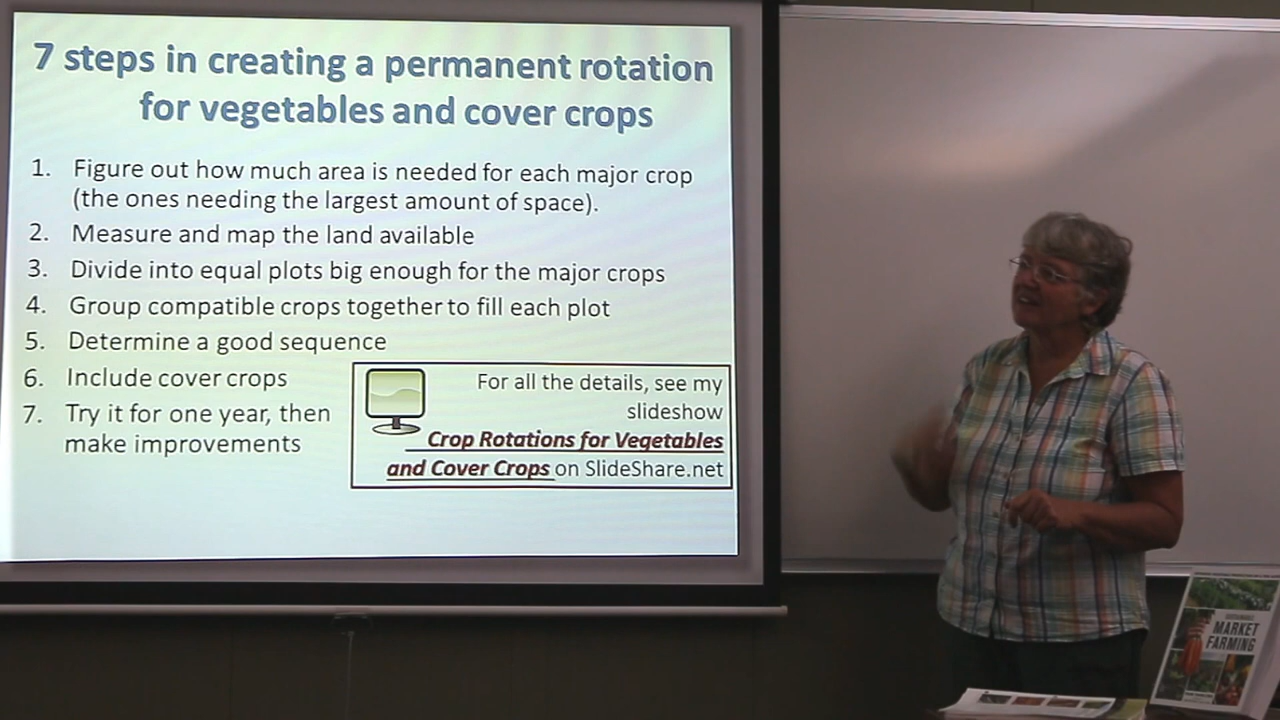 7 steps in creating a permanent rotation
for vegetables and cover crops
1. Figure out how much area is needed for each major crop
(the ones needing the largest amount of space).
2. Measure and map the land available
3. Divide into equal plots big enough for the major crops
4. Group compatible crops together to fill each plot
5. Determine a good sequence
6. Include cover crops
7. Try it for one year, then
make improvements
For all the details, see my
slideshow
Crop Rotations for Vegetables
and Cover Crops on SlideShare.net
MARKET
FARMING